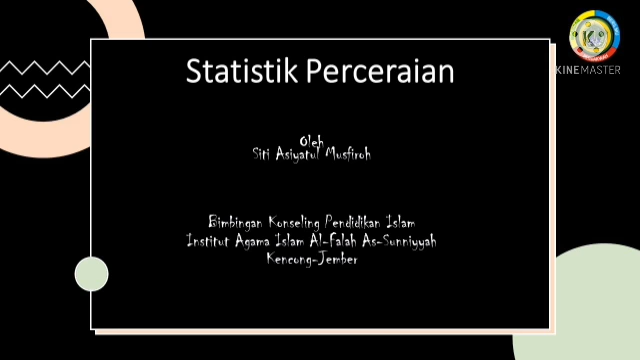 Statistik Perceraian
KINEMASTER
Oleh
Siti Asiyatul Musfiroh
Bimbingan Konseling Pendidikan Islam
Institut Agama Islam Al-Falah As-Sunniyyah
Kencong-Jember